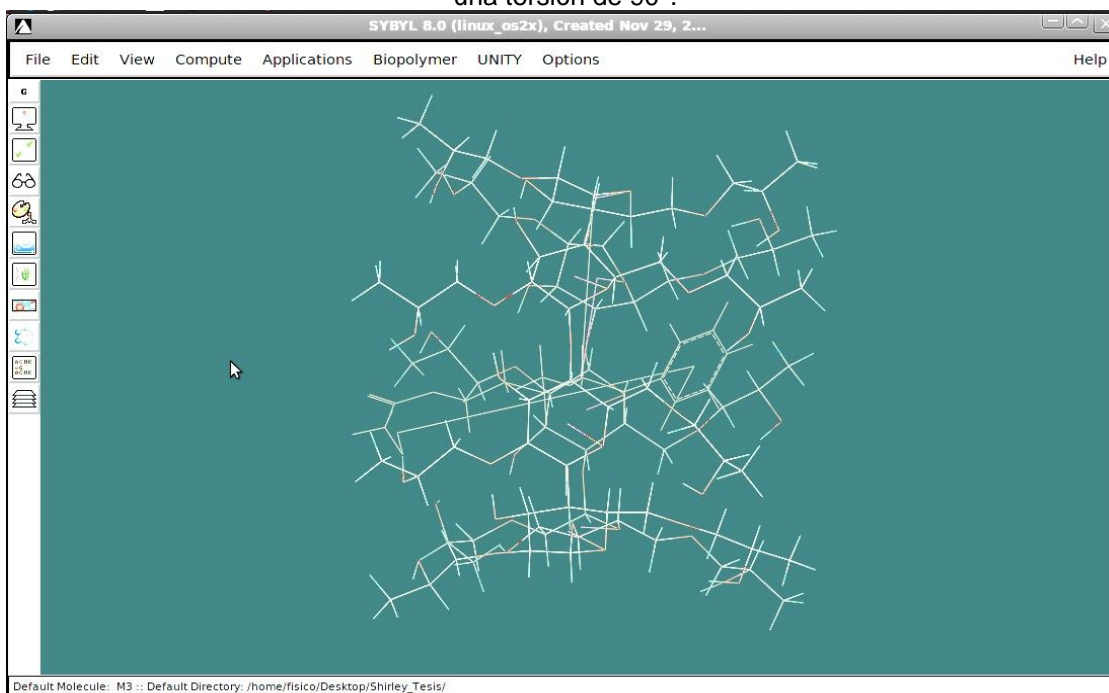 una torsión de 90°.
SYBYL 8.0 (linux_os2x), Created Nov 29, 2...
File Edit View Compute Applications Biopolymer UNITY Options Help
G
Default Molecule: M3 :: Default Directory: /home/fisico/Desktop/Shirley_Tesis/